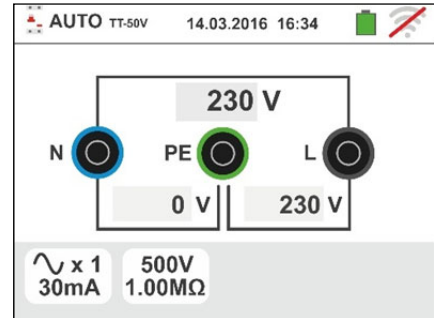 AUTO TT-50V 14.03.2016 16:34
230 V
N PE L
0 V 230 V
x 1 500V
30mA 1.00MΩ